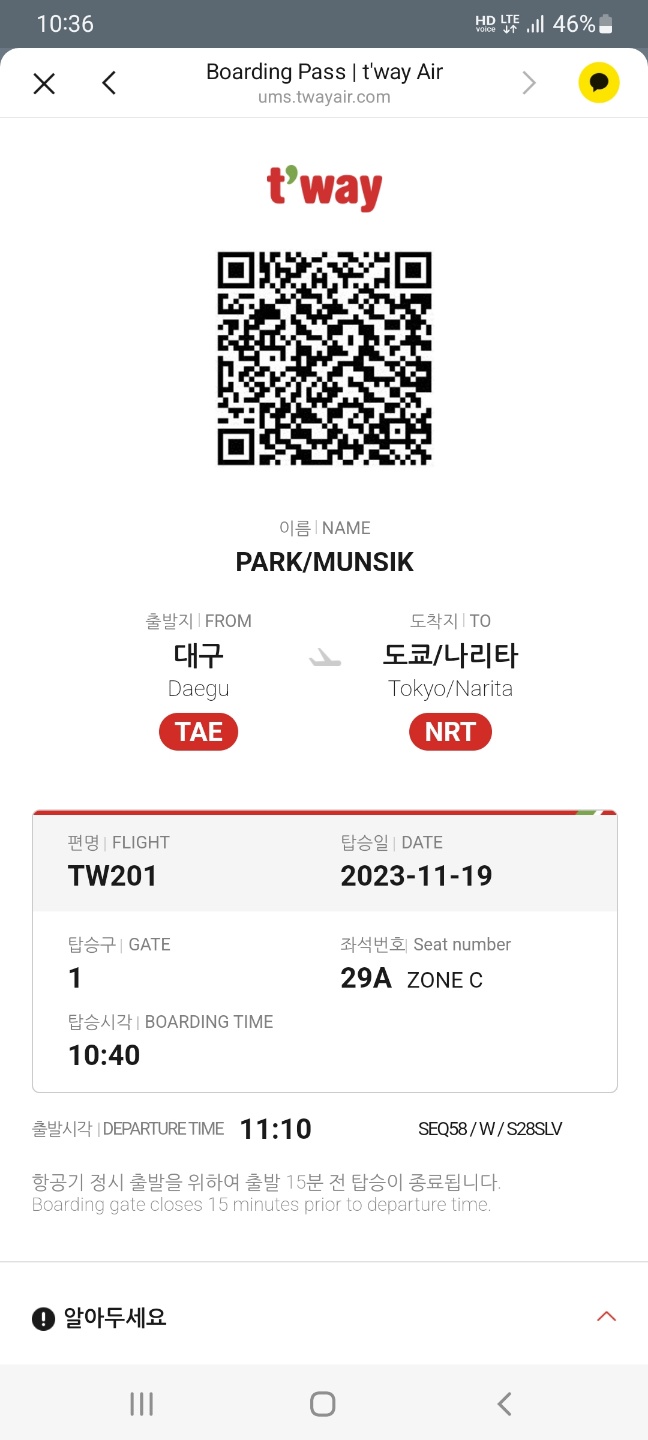 10:36
HD voice LTE 46%
Boarding Pass | t'way Air
ums.twayair.com
t'way
이름 | NAME
PARK/MUNSIK
출발지 | FROM
도착지 | TO
대구
도쿄/나리타
Daegu
Tokyo/Narita
TAE
NRT
편명 | FLIGHT
탑승일 | DATE
TW201
2023-11-19
탑승구 | GATE
좌석번호| Seat number
1
29A ZONE C
탑승시각 | BOARDING TIME
10:40
출발시각 | DEPARTURE TIME 11:10
SEQ58 / W / S28SLV
항공기 정시 출발을 위하여 출발 15분 전 탑승이 종료됩니다.
Boarding gate closes 15 minutes prior to departure time.
알아두세요